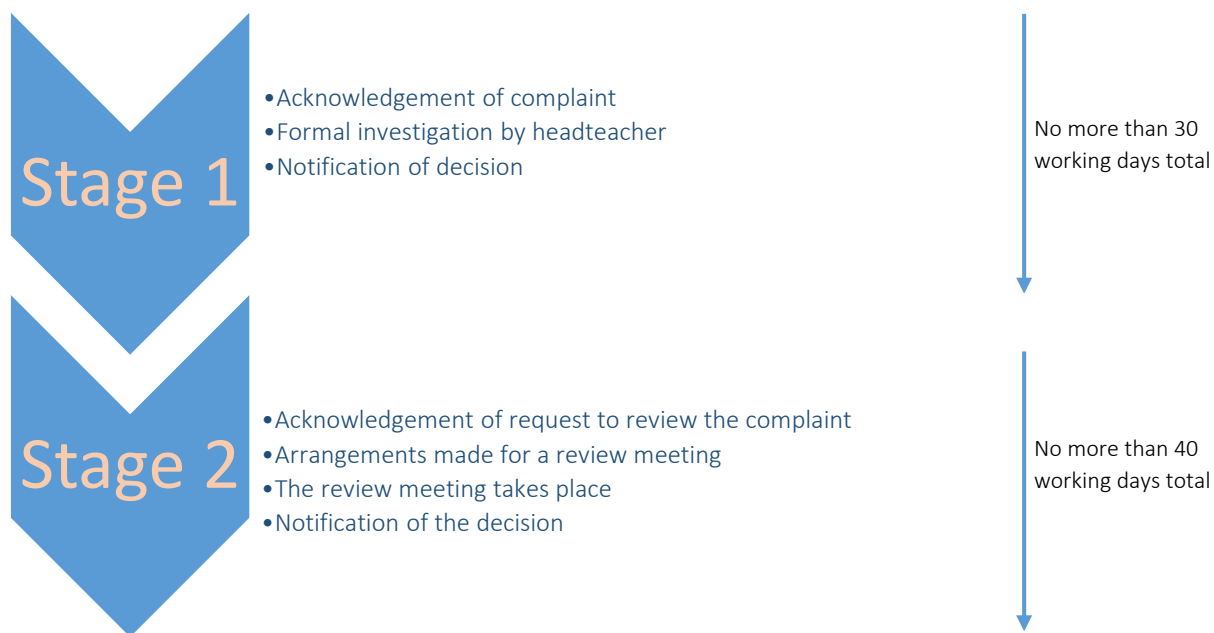 Stage 1
•Acknowledgement of complaint
•Formal investigation by headteacher
•Notification of decision
No more than 30
working days total
Stage 2
•Acknowledgement of request to review the complaint
•Arrangements made for a review meeting
•The review meeting takes place
•Notification of the decision
No more than 40
working days total